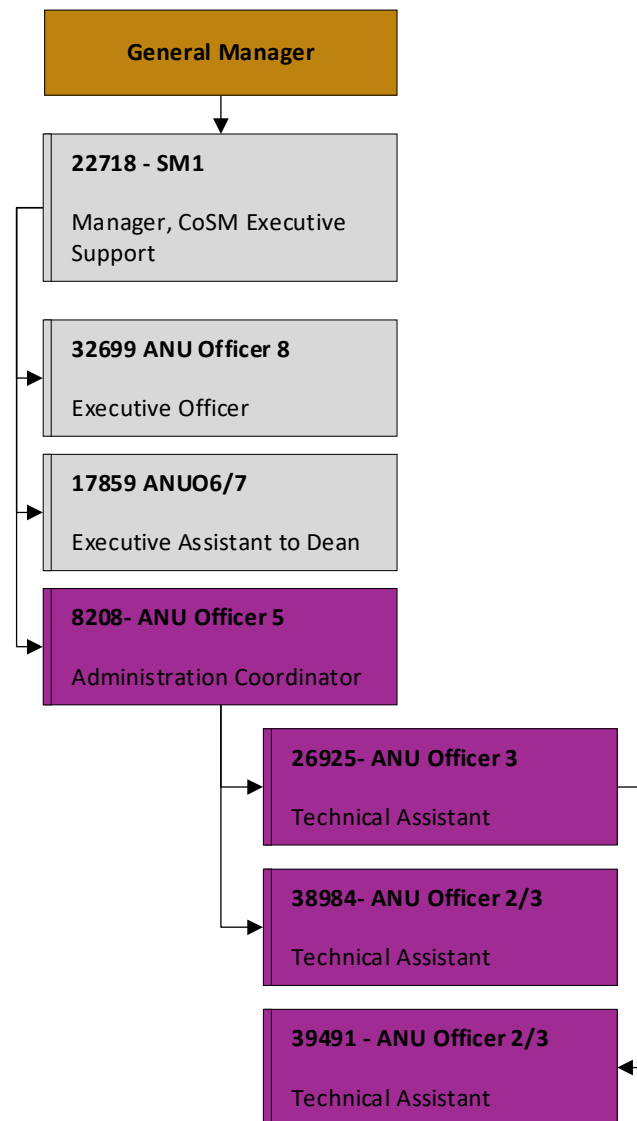 General Manager
22718 - SM1
Manager, CoSM Executive
Support
32699 ANU Officer 8
Executive Officer
17859 ANUO6/7
Executive Assistant to Dean
8208- ANU Officer 5
Administration Coordinator
26925- ANU Officer 3
Technical Assistant
38984- ANU Officer 2/3
Technical Assistant
39491 - ANU Officer 2/3
Technical Assistant